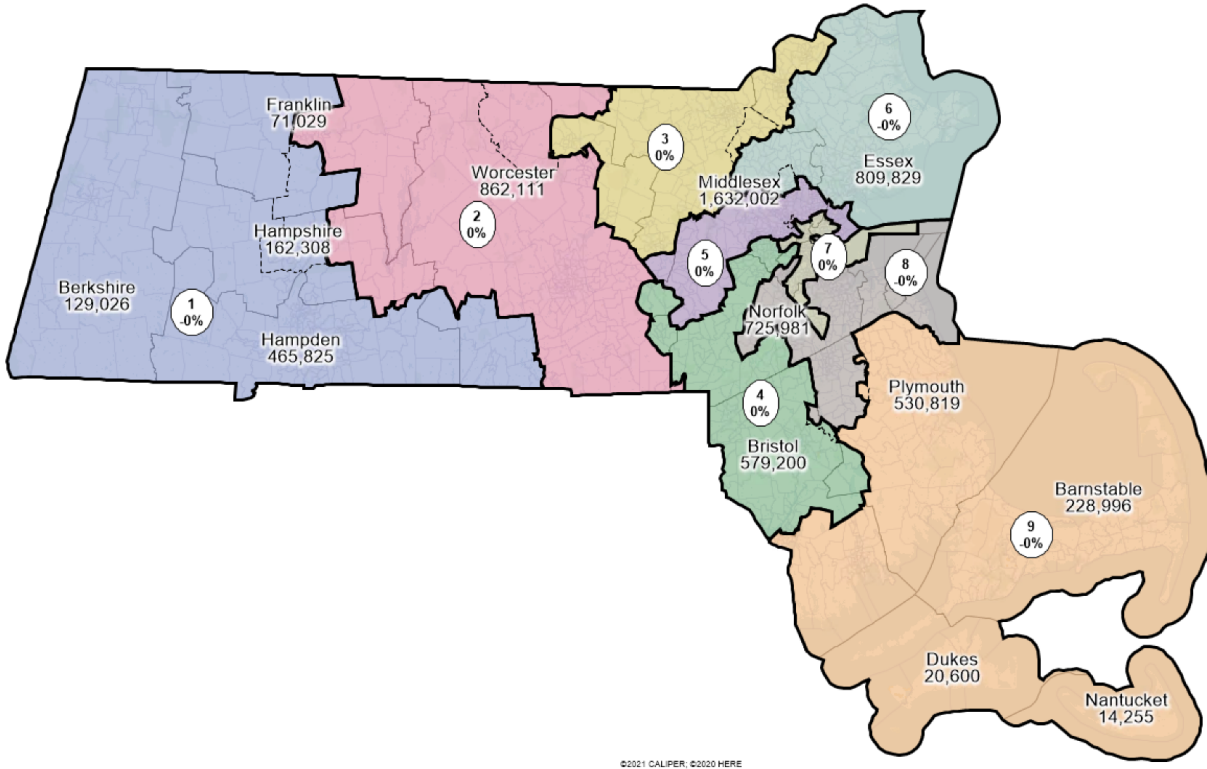 6
-0%
Essex
809,829
Franklin
71,029
3
0%
Worcester
862,111
Middlesex
1,632,002
2
0%
Hampshire
162,308
5
0%
7
0%
8
-0%
Berkshire
129,026
1
-0%
Norfolk
725,981
Hampden
465,825
Plymouth
530,819
4
0%
Bristol
579,200
Barnstable
228,996
9
-0%
Dukes
20,600
Nantucket
14,255
©2021 CALIPER; ©2020 HERE